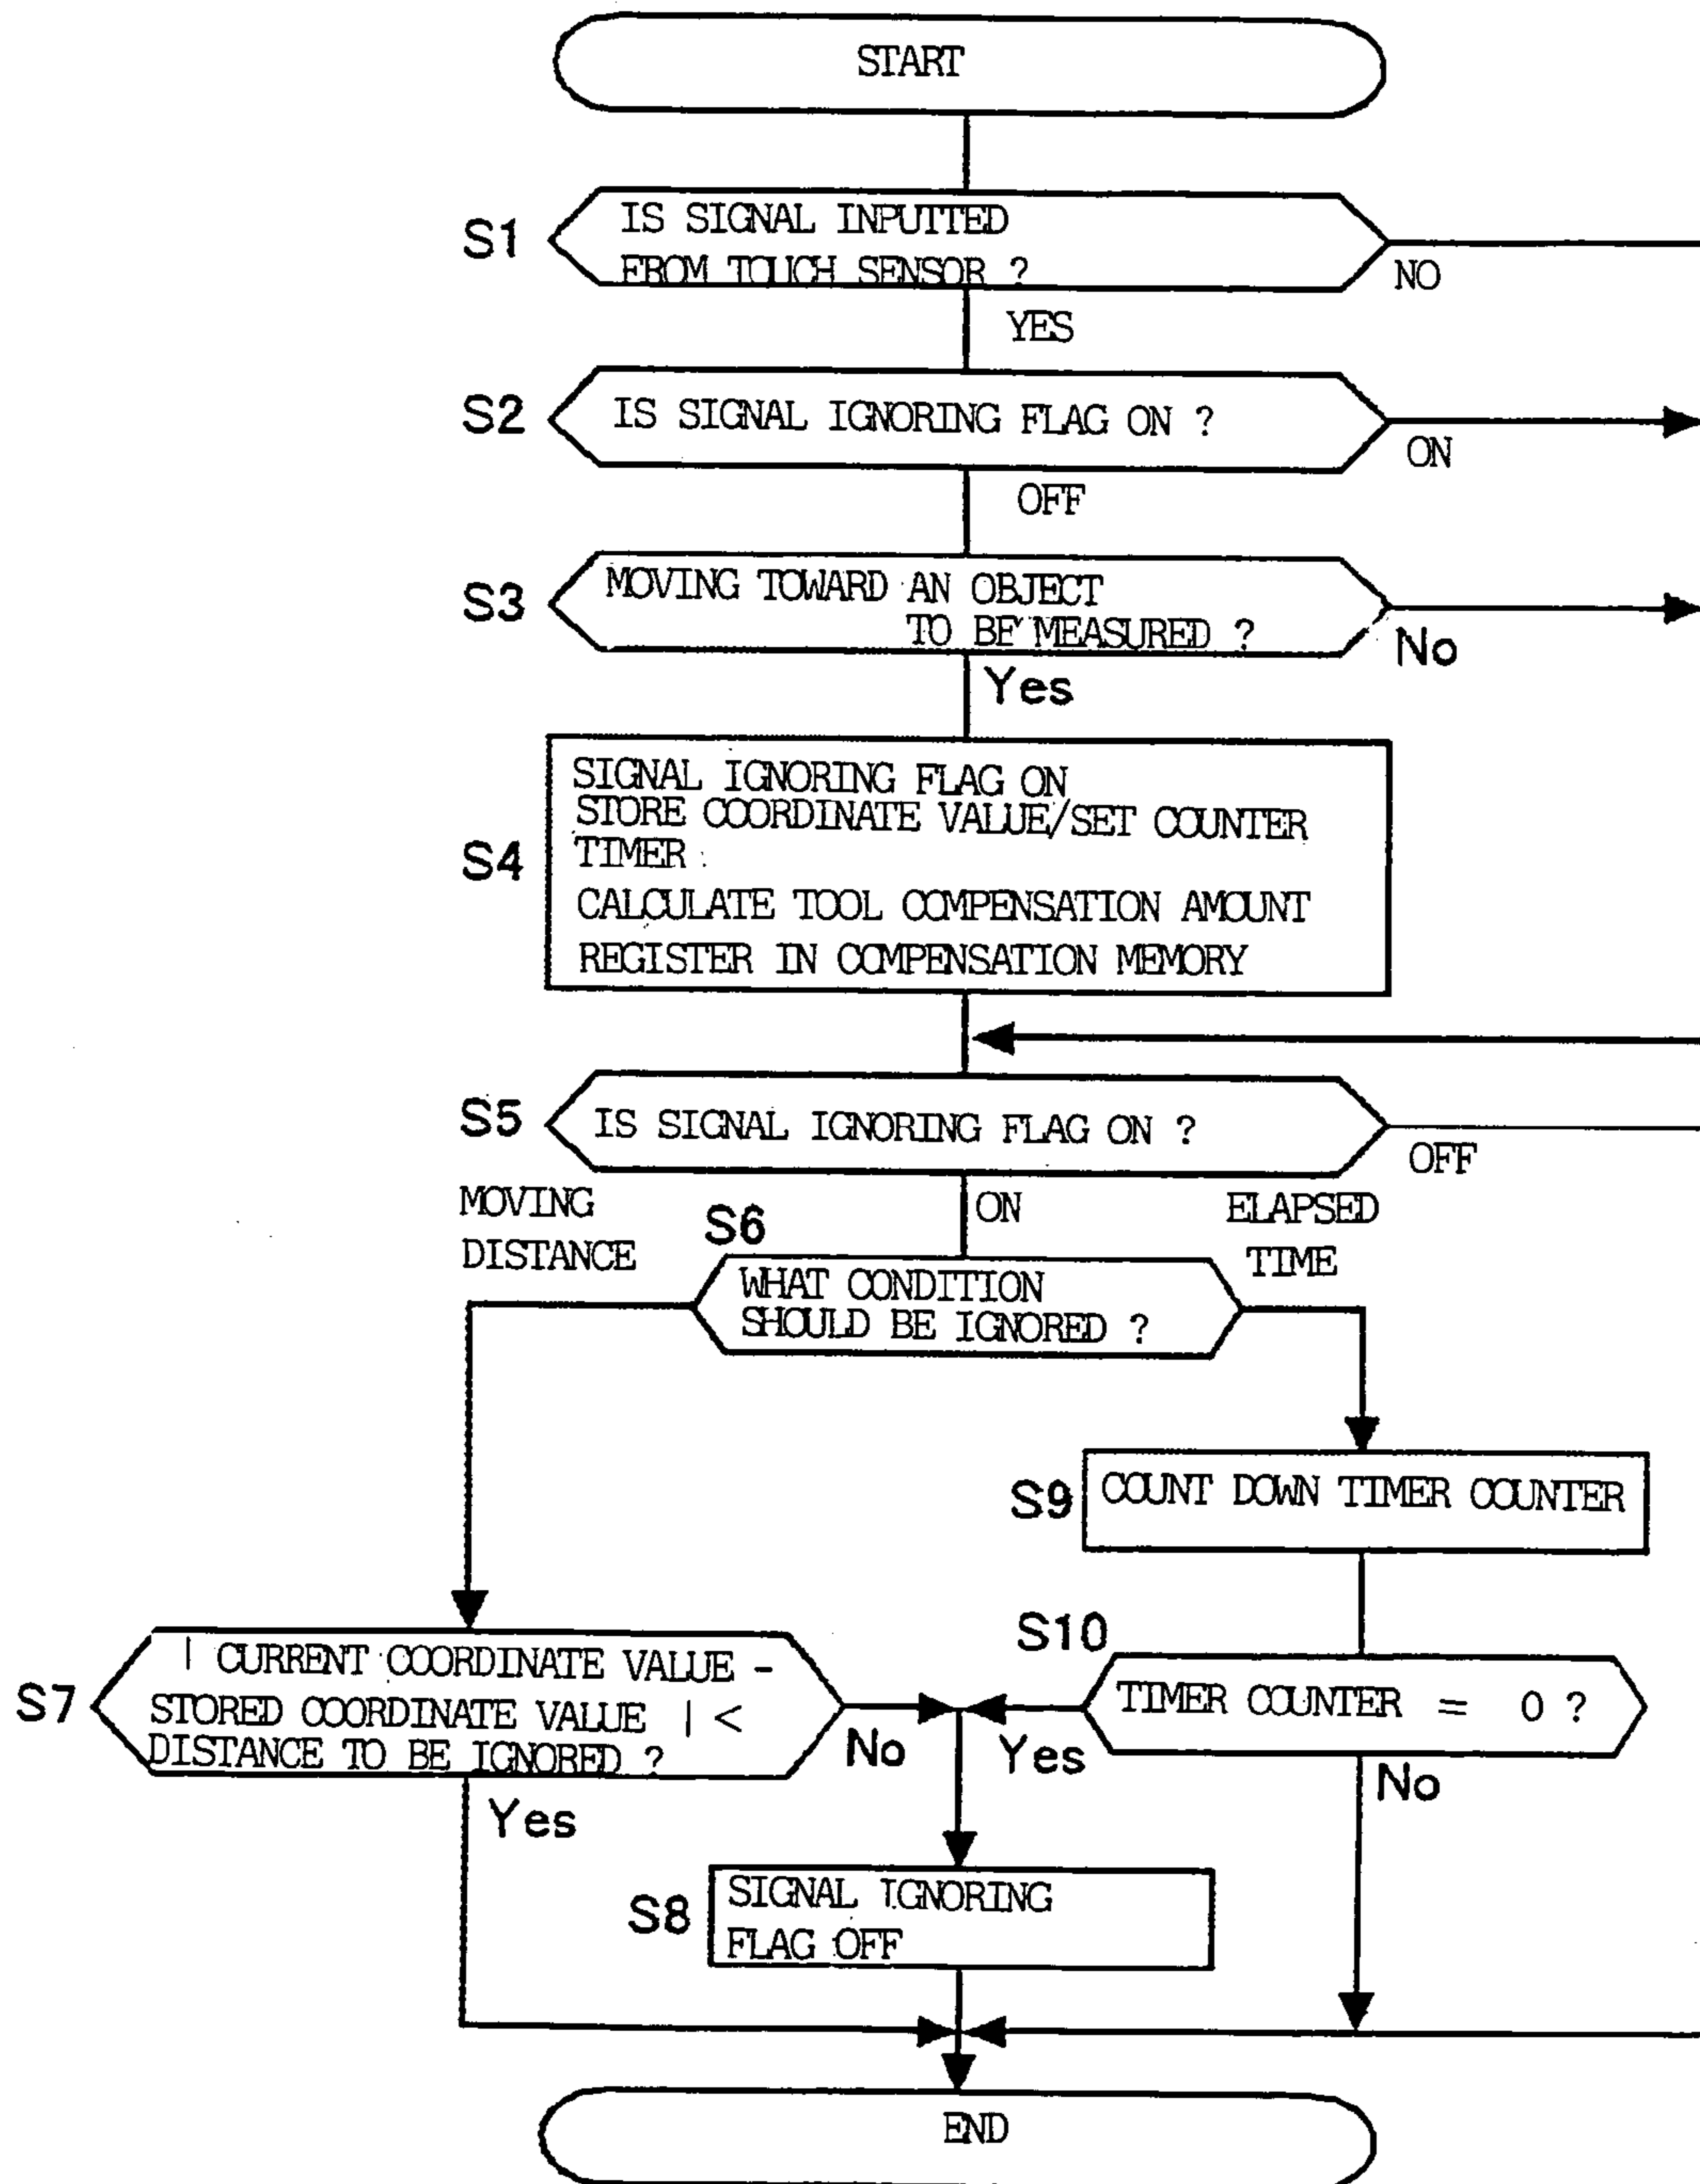 START
S1
IS SIGNAL INPUTTED
FROM TOUCH SENSOR ?
NO
YES
S2
IS SIGNAL IGNORING FLAG ON ?
ON
OFF
S3
MOVING TOWARD AN OBJECT
TO BE MEASURED ?
No
Yes
S4
SIGNAL IGNORING FLAG ON
STORE COORDINATE VALUE/SET COUNTER
TIMER
CALCULATE TOOL COMPENSATION AMOUNT
REGISTER IN COMPENSATION MEMORY
S5
IS SIGNAL IGNORING FLAG ON ?
OFF
MOVING
DISTANCE
S6
ON
ELAPSED
TIME
WHAT CONDITION
SHOULD BE IGNORED ?
S9
COUNT DOWN TIMER COUNTER
S7
| CURRENT COORDINATE VALUE -
STORED COORDINATE VALUE | <
DISTANCE TO BE IGNORED ?
No
Yes
S10
TIMER COUNTER = 0 ?
Yes
No
S8
SIGNAL IGNORING
FLAG OFF
END